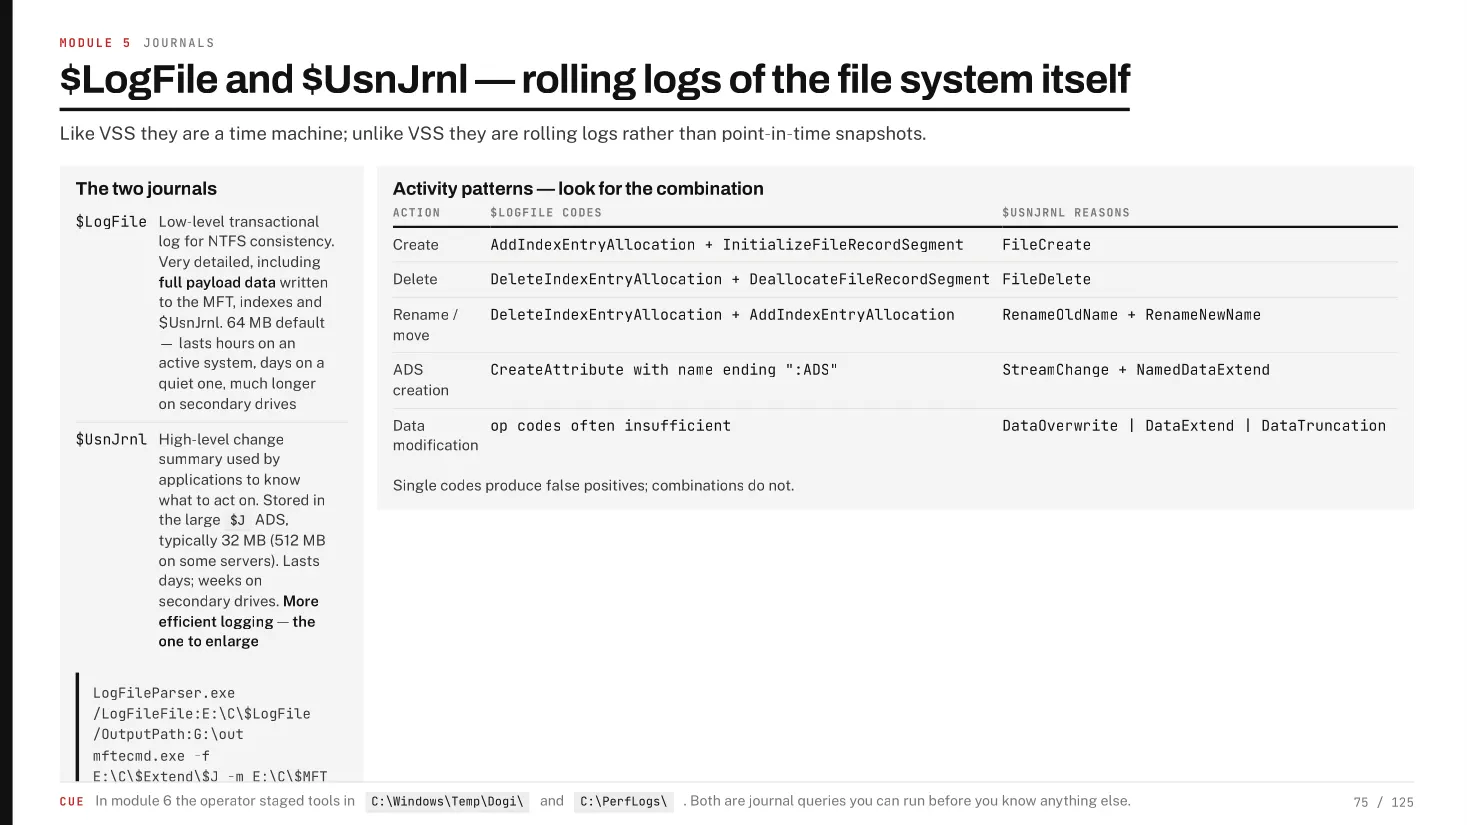 MODULE 5 JOURNALS
$LogFile and $UsnJrnl — rolling logs of the file system itself
Like VSS they are a time machine; unlike VSS they are rolling logs rather than point-in-time snapshots.
The two journals
$LogFile Low-level transactional
log for NTFS consistency.
Very detailed, including
full payload data written
to the MFT, indexes and
$UsnJrnl. 64 MB default
— lasts hours on an
active system, days on a
quiet one, much longer
on secondary drives
$UsnJrnl High-level change
summary used by
applications to know
what to act on. Stored in
the large $J ADS,
typically 32 MB (512 MB
on some servers). Lasts
days; weeks on
secondary drives. More
efficient logging — the
one to enlarge
LogFileParser.exe
/LogFileFile:E:\C\$LogFile
/OutputPath:G:\out
mftecmd.exe -f
E:\C\$Extend\$J -m E:\C\$MFT
Activity patterns — look for the combination
ACTION $LOGFILE CODES $USNJRNL REASONS
Create AddIndexEntryAllocation + InitializeFileRecordSegment FileCreate
Delete DeleteIndexEntryAllocation + DeallocateFileRecordSegment FileDelete
Rename / DeleteIndexEntryAllocation + AddIndexEntryAllocation RenameOldName + RenameNewName
move
ADS CreateAttribute with name ending ":ADS" StreamChange + NamedDataExtend
creation
Data op codes often insufficient DataOverwrite | DataExtend | DataTruncation
modification
Single codes produce false positives; combinations do not.
CUE In module 6 the operator staged tools in C:\Windows\Temp\Dogi\ and C:\PerfLogs\ . Both are journal queries you can run before you know anything else. 75 / 125